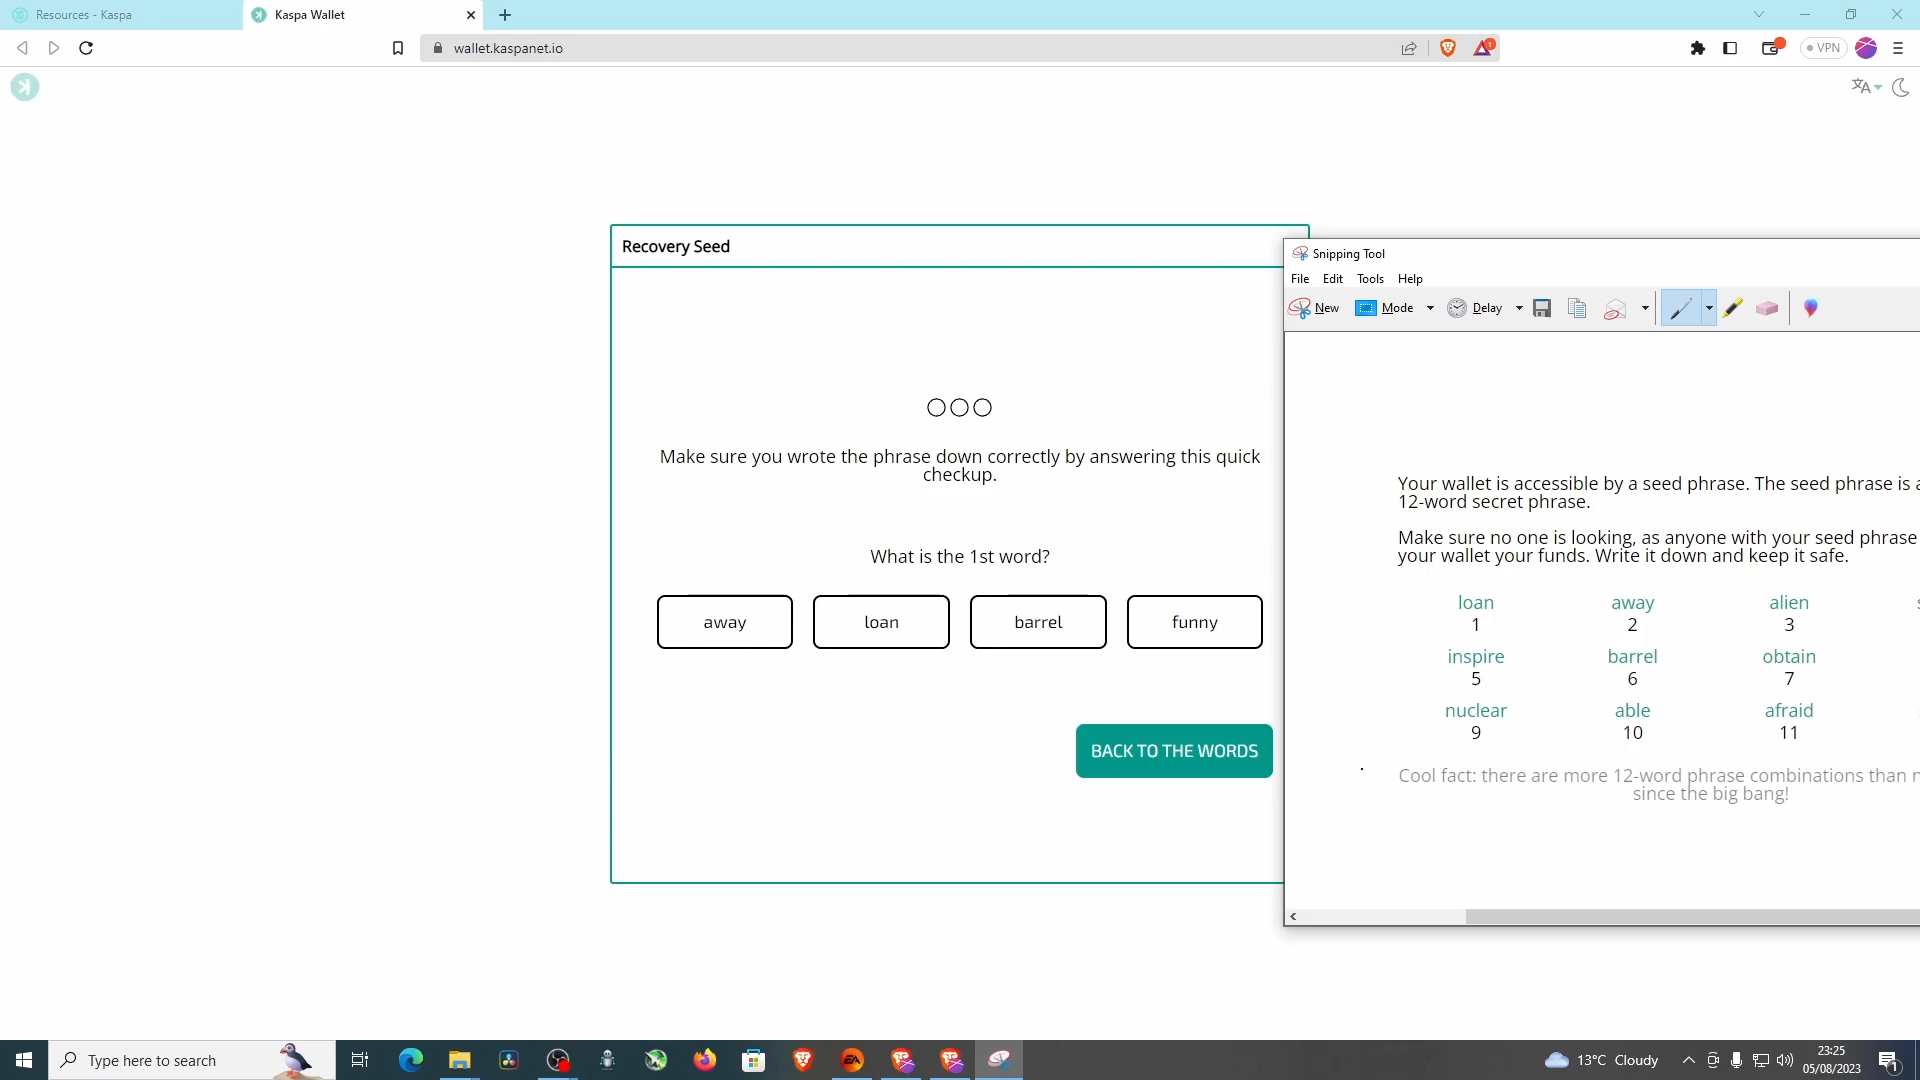 Resources - Kaspa
Kaspa Wallet
wallet.kaspanet.io
VPN
Recovery Seed
Make sure you wrote the phrase down correctly by answering this quick
checkup.
What is the 1st word?
away loan barrel funny
BACK TO THE WORDS
Snipping Tool
File Edit Tools Help
New Mode Delay
Your wallet is accessible by a seed phrase. The seed phrase is
12-word secret phrase.
Make sure no one is looking, as anyone with your seed phrase
your wallet your funds. Write it down and keep it safe.
loan away alien
1 2 3
inspire barrel obtain
5 6 7
nuclear able afraid
9 10 11
Cool fact: there are more 12-word phrase combinations than
since the big bang!
Type here to search
13°C Cloudy
23:25
05/08/2023